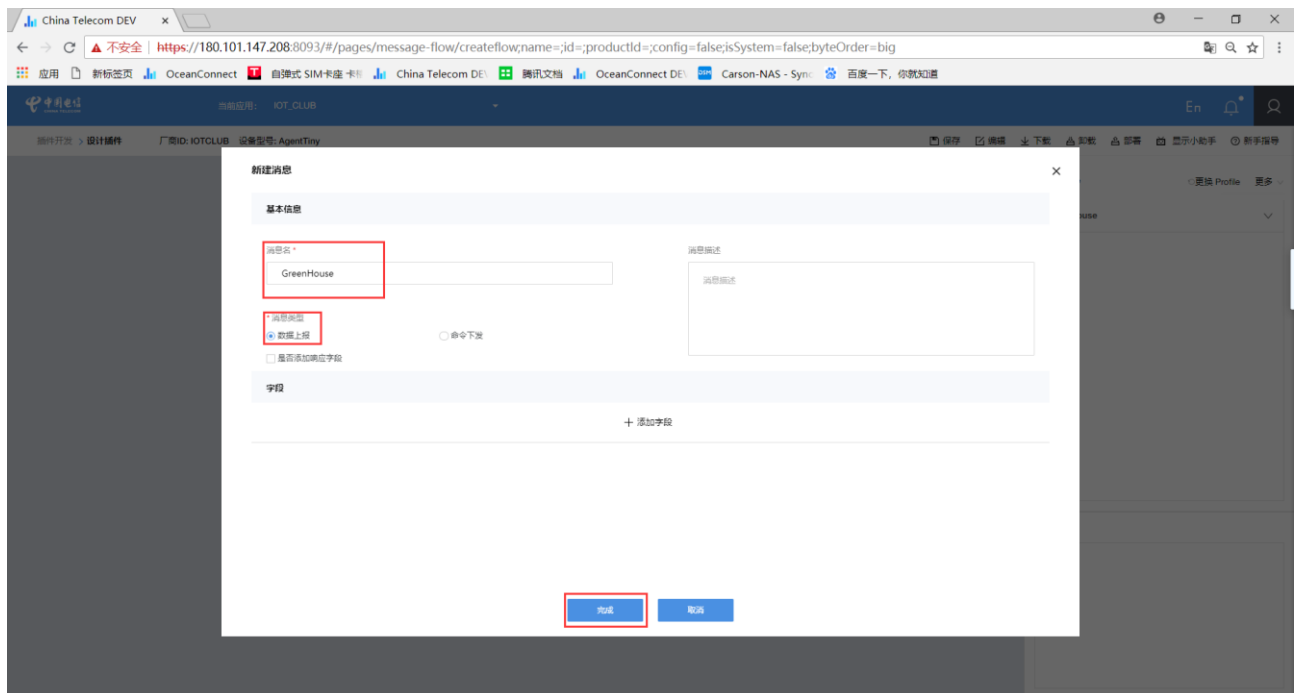 China Telecom DEV
不安全 | https://180.101.147.208:8093/#/pages/message-flow/createflow;name=;id=;productId=;config=false;isSystem=false;byteOrder=big
应用 新标签页 OceanConnect 自弹式 SIM卡座 China Telecom DE 腾讯文档 OceanConnect DE Carson-NAS - Sync 百度一下，你就知道
中国电信 当前应用： IOT_CLUB En
插件开发 > 设计插件 厂商ID: IOTCLUB 设备型号: AgentTiny 保存 编辑 下载 卸载 部署 显示小助手 新手指导
新建消息
更换 Profile 更多
基本信息
ouse
消息名 *
消息描述
GreenHouse
消息描述
* 消息类型
数据上报 命令下发
是否添加响应字段
字段
+ 添加字段
完成 取消